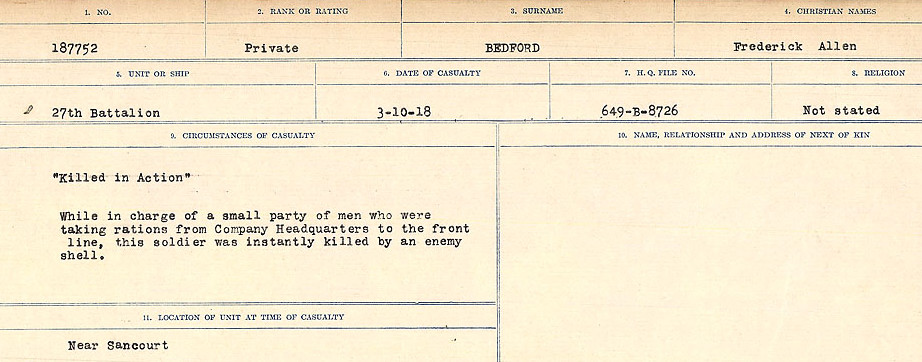 1. NO. 2. RANK OR RATING 3. SURNAME 4. CHRISTIAN NAMES
187752 Private BEDFORD Frederick Allen
5. UNIT OR SHIP 6. DATE OF CASUALTY 7. H.Q. FILE NO. 8. RELIGION
27th Battalion 3-10-18 649-B-8726 Not stated
9. CIRCUMSTANCES OF CASUALTY 10. NAME, RELATIONSHIP AND ADDRESS OF NEXT OF KIN
"Killed in Action"
While in charge of a small party of men who were
taking rations from Company Headquarters to the front
line, this soldier was instantly killed by an enemy
shell.
11. LOCATION OF UNIT AT TIME OF CASUALTY
Near Sancourt